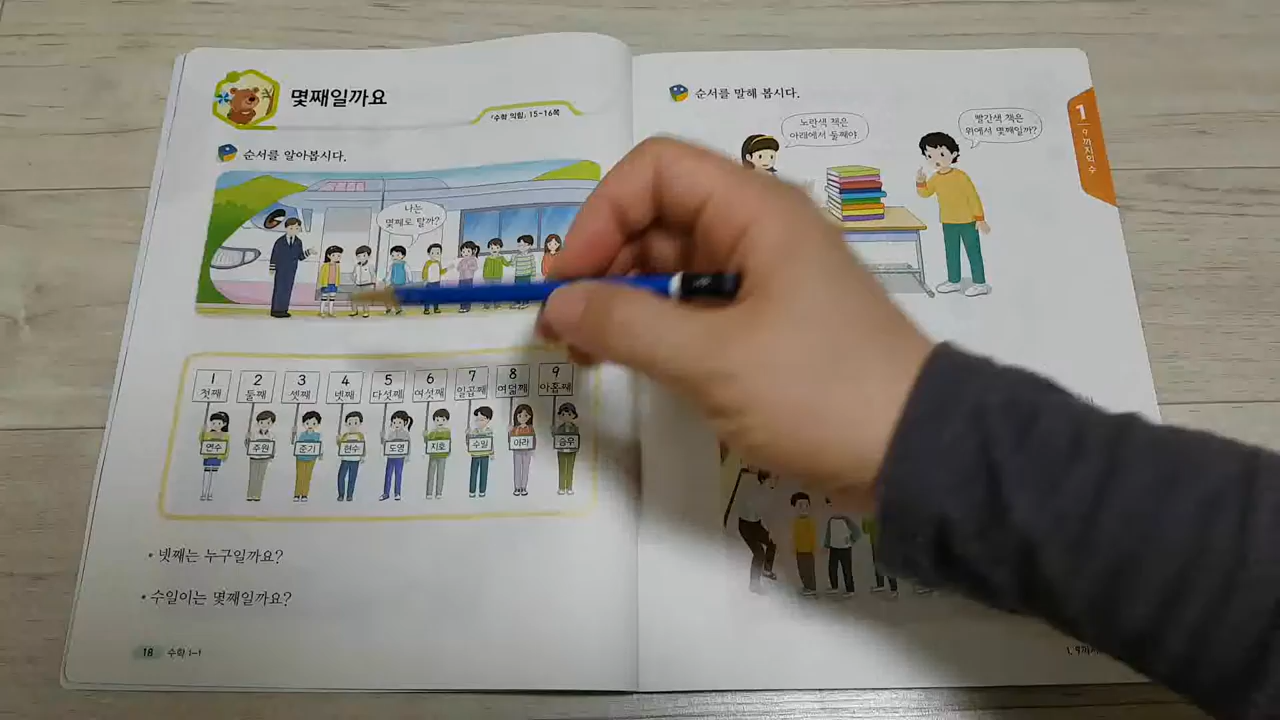 몇째일까요
「수학 익힘」 15~16쪽
순서를 알아봅시다.
나는
몇째로 탈까?
1 2 3 4 5 6 7 8 9
첫째 둘째 셋째 넷째 다섯째 여섯째 일곱째 여덟째 아홉째
연수 주원 준기 현수 도영 지호 수일 아라 승우
• 넷째는 누구일까요?
• 수일이는 몇째일까요?
18 수학 1-1
순서를 말해 봅시다.
노란색 책은
아래에서 둘째야
빨간색 책은
위에서 몇째일까?
1
9까지의 수